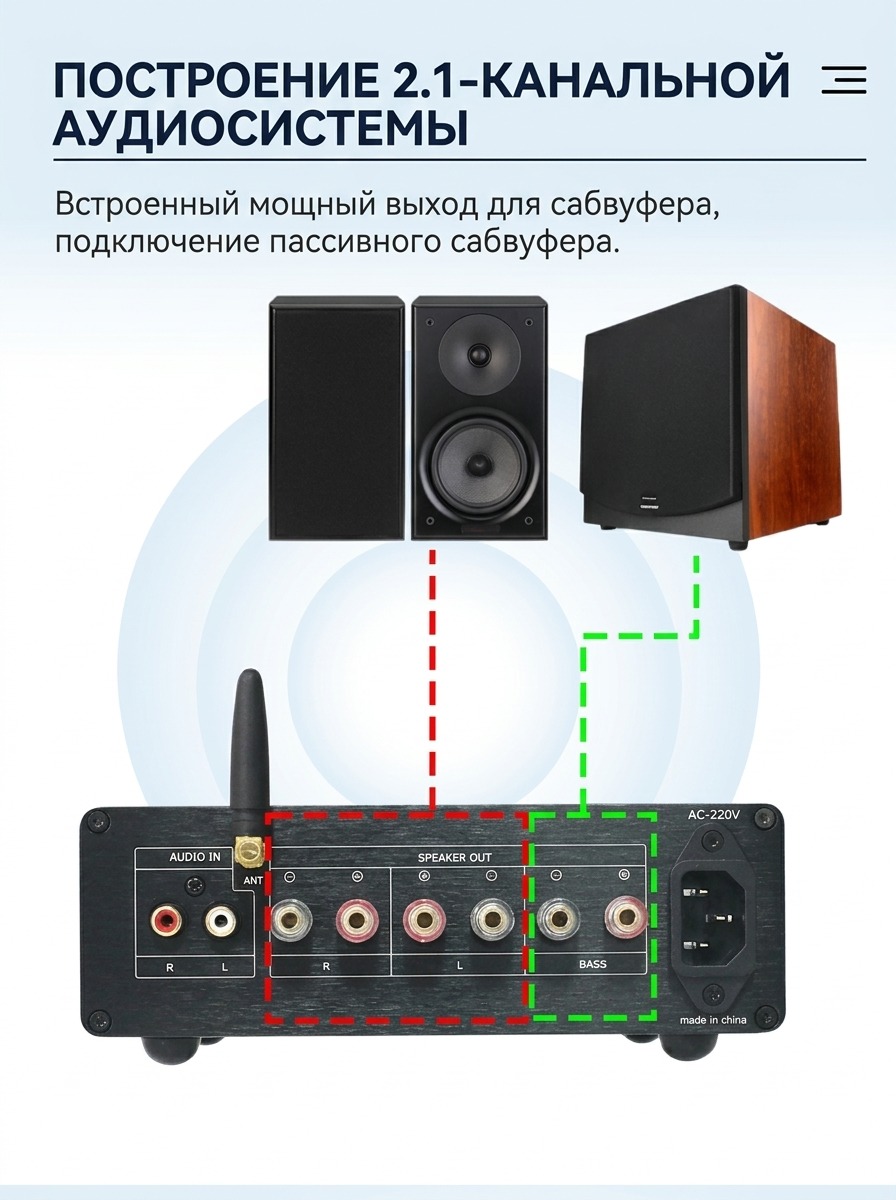 ПОСТРОЕНИЕ 2.1-КАНАЛЬНОЙ
АУДИОСИСТЕМЫ
Встроенный мощный выход для сабвуфера,
подключение пассивного сабвуфера.
AC-220V
AUDIO IN
SPEAKER OUT
ANT
R L
R
L
BASS
made in china